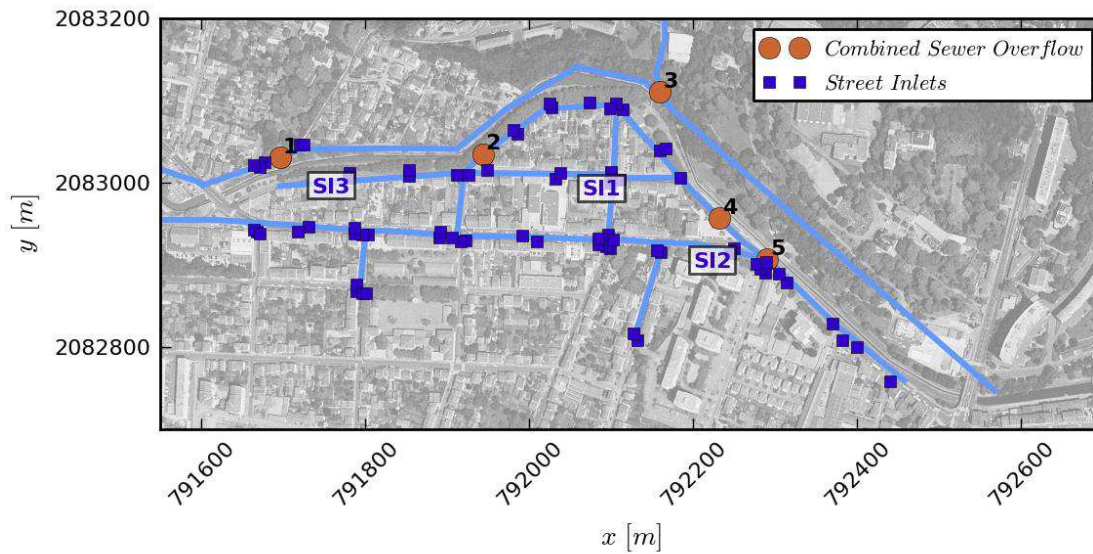 2083200
2083000
2082800
y [m]
Combined Sewer Overflow
Street Inlets
1
2
3
4
5
SI3
SI1
SI2
791600
791800
792000
792200
792400
792600
x [m]